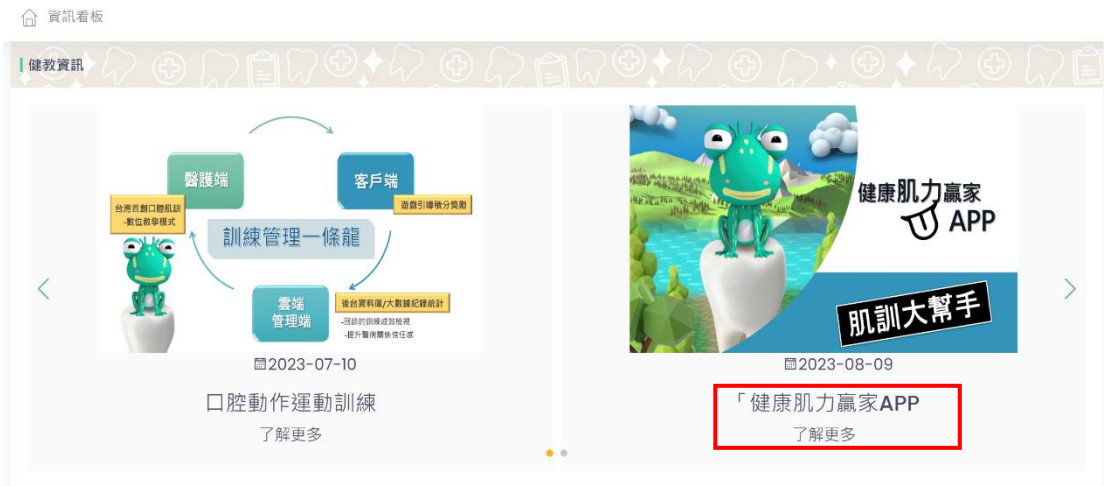 資訊看板
健教資訊
醫護端
客戶端
台灣首創口腔肌訓
-數位教學模式
遊戲引導積分獎勵
訓練管理一條龍
雲端
管理端
後台資料庫/大數據紀錄統計
-回診的訓練成效檢視
-提升醫病關係信任感
2023-07-10
口腔動作運動訓練
了解更多
健康肌力贏家
APP
肌訓大幫手
2023-08-09
「健康肌力贏家APP
了解更多